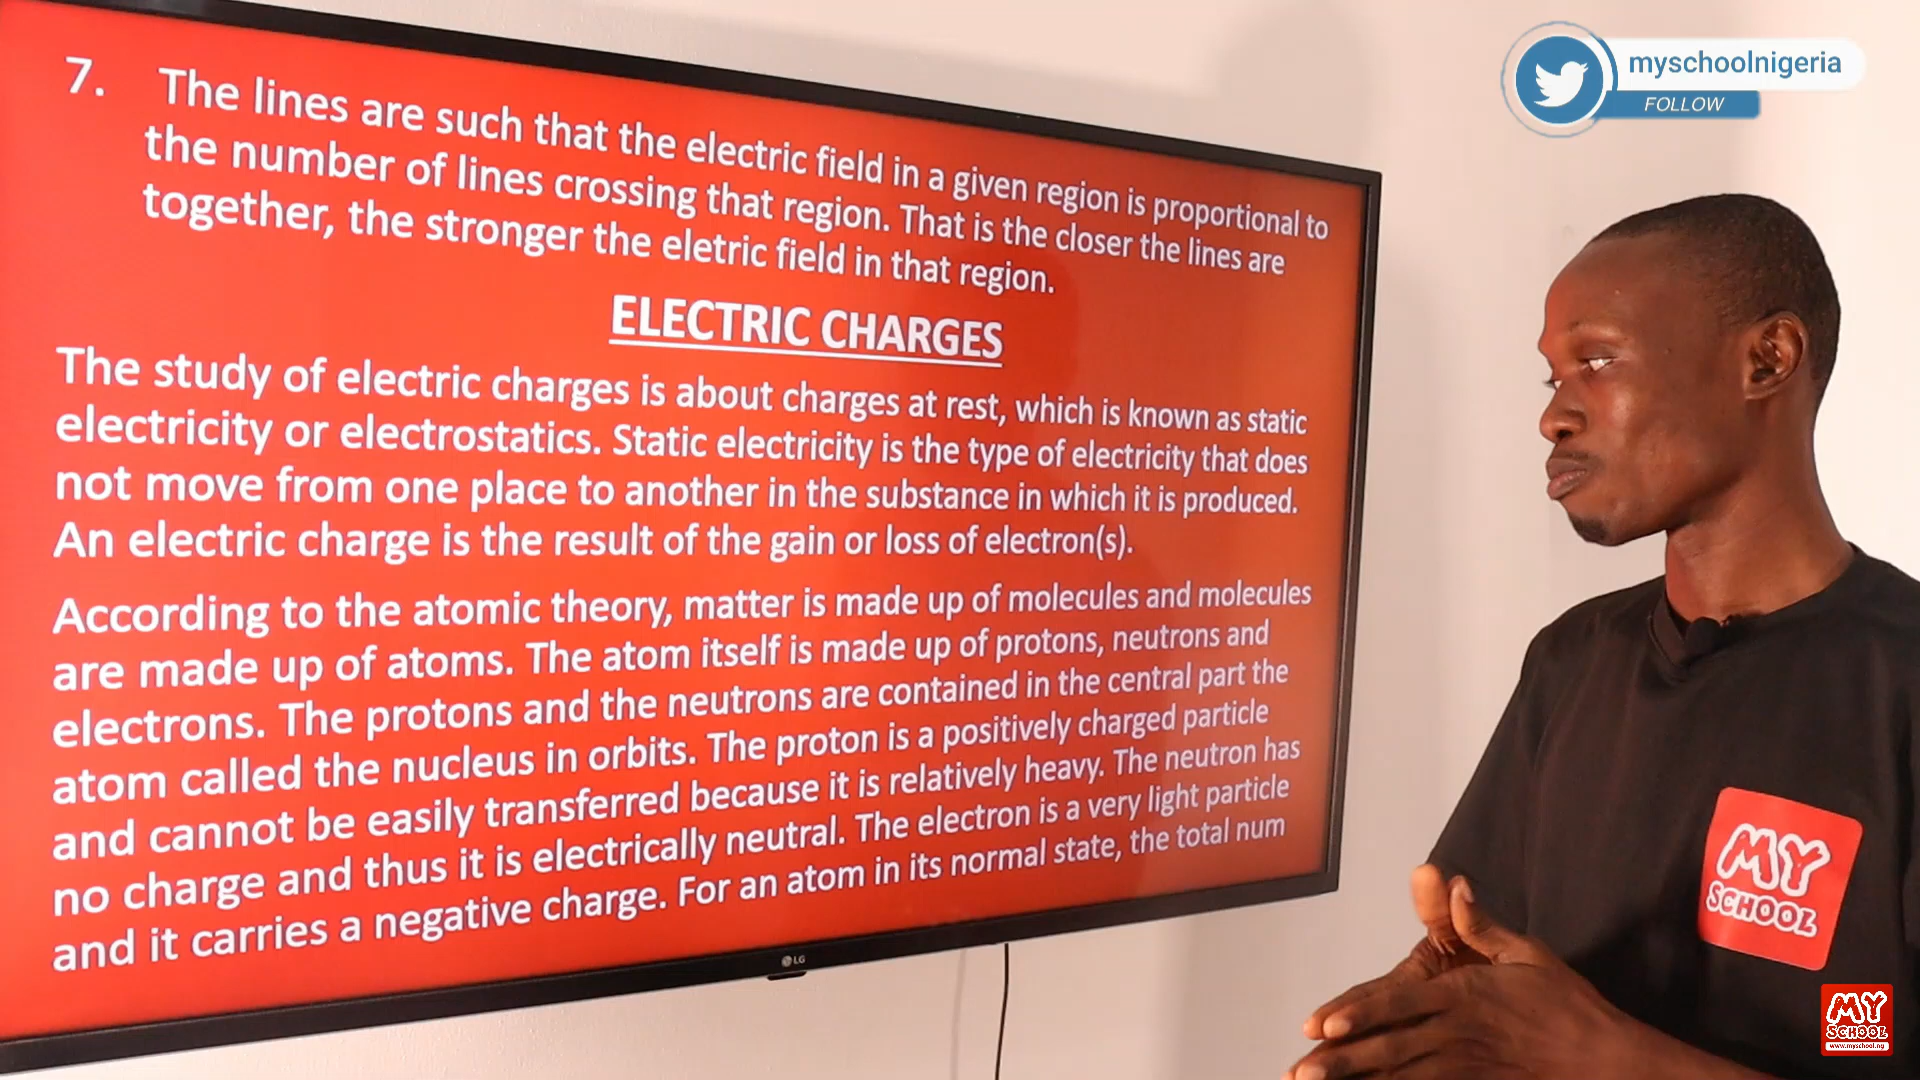 7. The lines are such that the electric field in a given region is proportional to
the number of lines crossing that region. That is the closer the lines are
together, the stronger the eletric field in that region.
ELECTRIC CHARGES
The study of electric charges is about charges at rest, which is known as static
electricity or electrostatics. Static electricity is the type of electricity that does
not move from one place to another in the substance in which it is produced.
An electric charge is the result of the gain or loss of electron(s).
According to the atomic theory, matter is made up of molecules and molecules
are made up of atoms. The atom itself is made up of protons, neutrons and
electrons. The protons and the neutrons are contained in the central part the
atom called the nucleus in orbits. The proton is a positively charged particle
and cannot be easily transferred because it is relatively heavy. The neutron has
no charge and thus it is electrically neutral. The electron is a very light particle
and it carries a negative charge. For an atom in its normal state, the total num
LG
myschoolnigeria
FOLLOW
MY
SCHOOL
MY
SCHOOL
www.myschool.ng